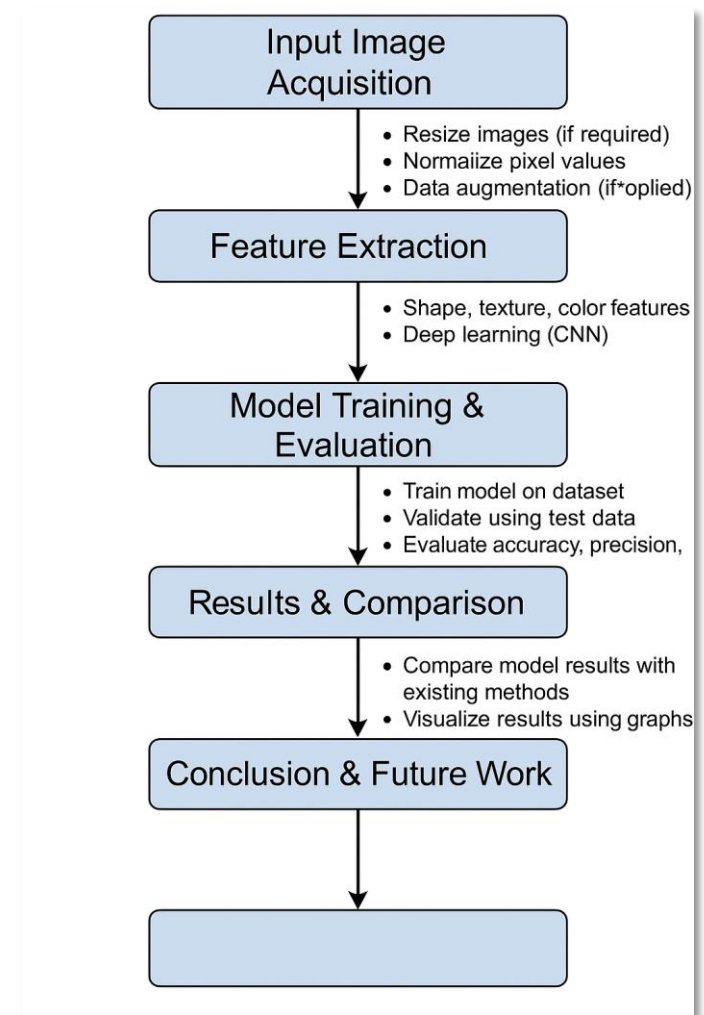 Input Image
Acquisition
• Resize images (if required)
• Normaiize pixel values
• Data augmentation (if*oplied)
Feature Extraction
• Shape, texture, color features
• Deep learning (CNN)
Model Training &
Evaluation
• Train model on dataset
• Validate using test data
• Evaluate accuracy, precision,
Results & Comparison
• Compare model results with
existing methods
• Visualize results using graphs
Conclusion & Future Work